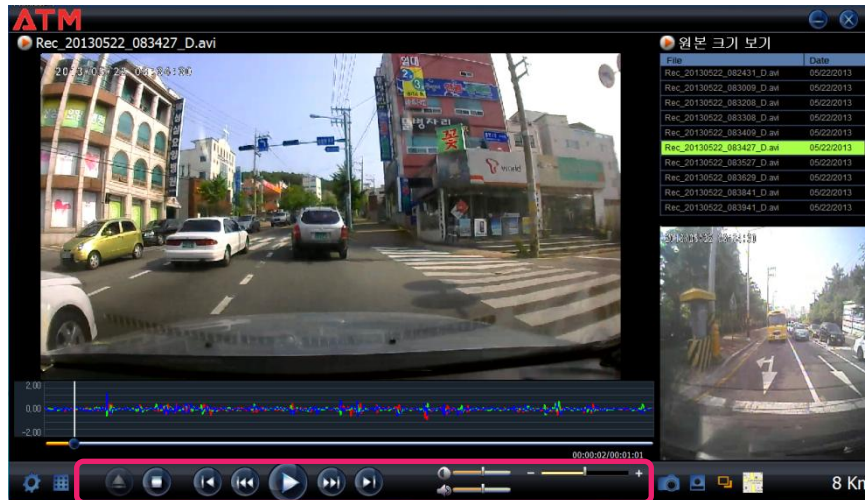 ATM
Rec_20130522_083427_D.avi
원본 크기 보기
File Date
Rec_20130522_082431_D.avi 05/22/2013
Rec_20130522_083009_D.avi 05/22/2013
Rec_20130522_083208_D.avi 05/22/2013
Rec_20130522_083308_D.avi 05/22/2013
Rec_20130522_083409_D.avi 05/22/2013
Rec_20130522_083427_D.avi 05/22/2013
Rec_20130522_083527_D.avi 05/22/2013
Rec_20130522_083629_D.avi 05/22/2013
Rec_20130522_083841_D.avi 05/22/2013
Rec_20130522_083941_D.avi 05/22/2013
T world
꽃
2.00
0.00
-2.00
00:00:02/00:01:01
8 Km